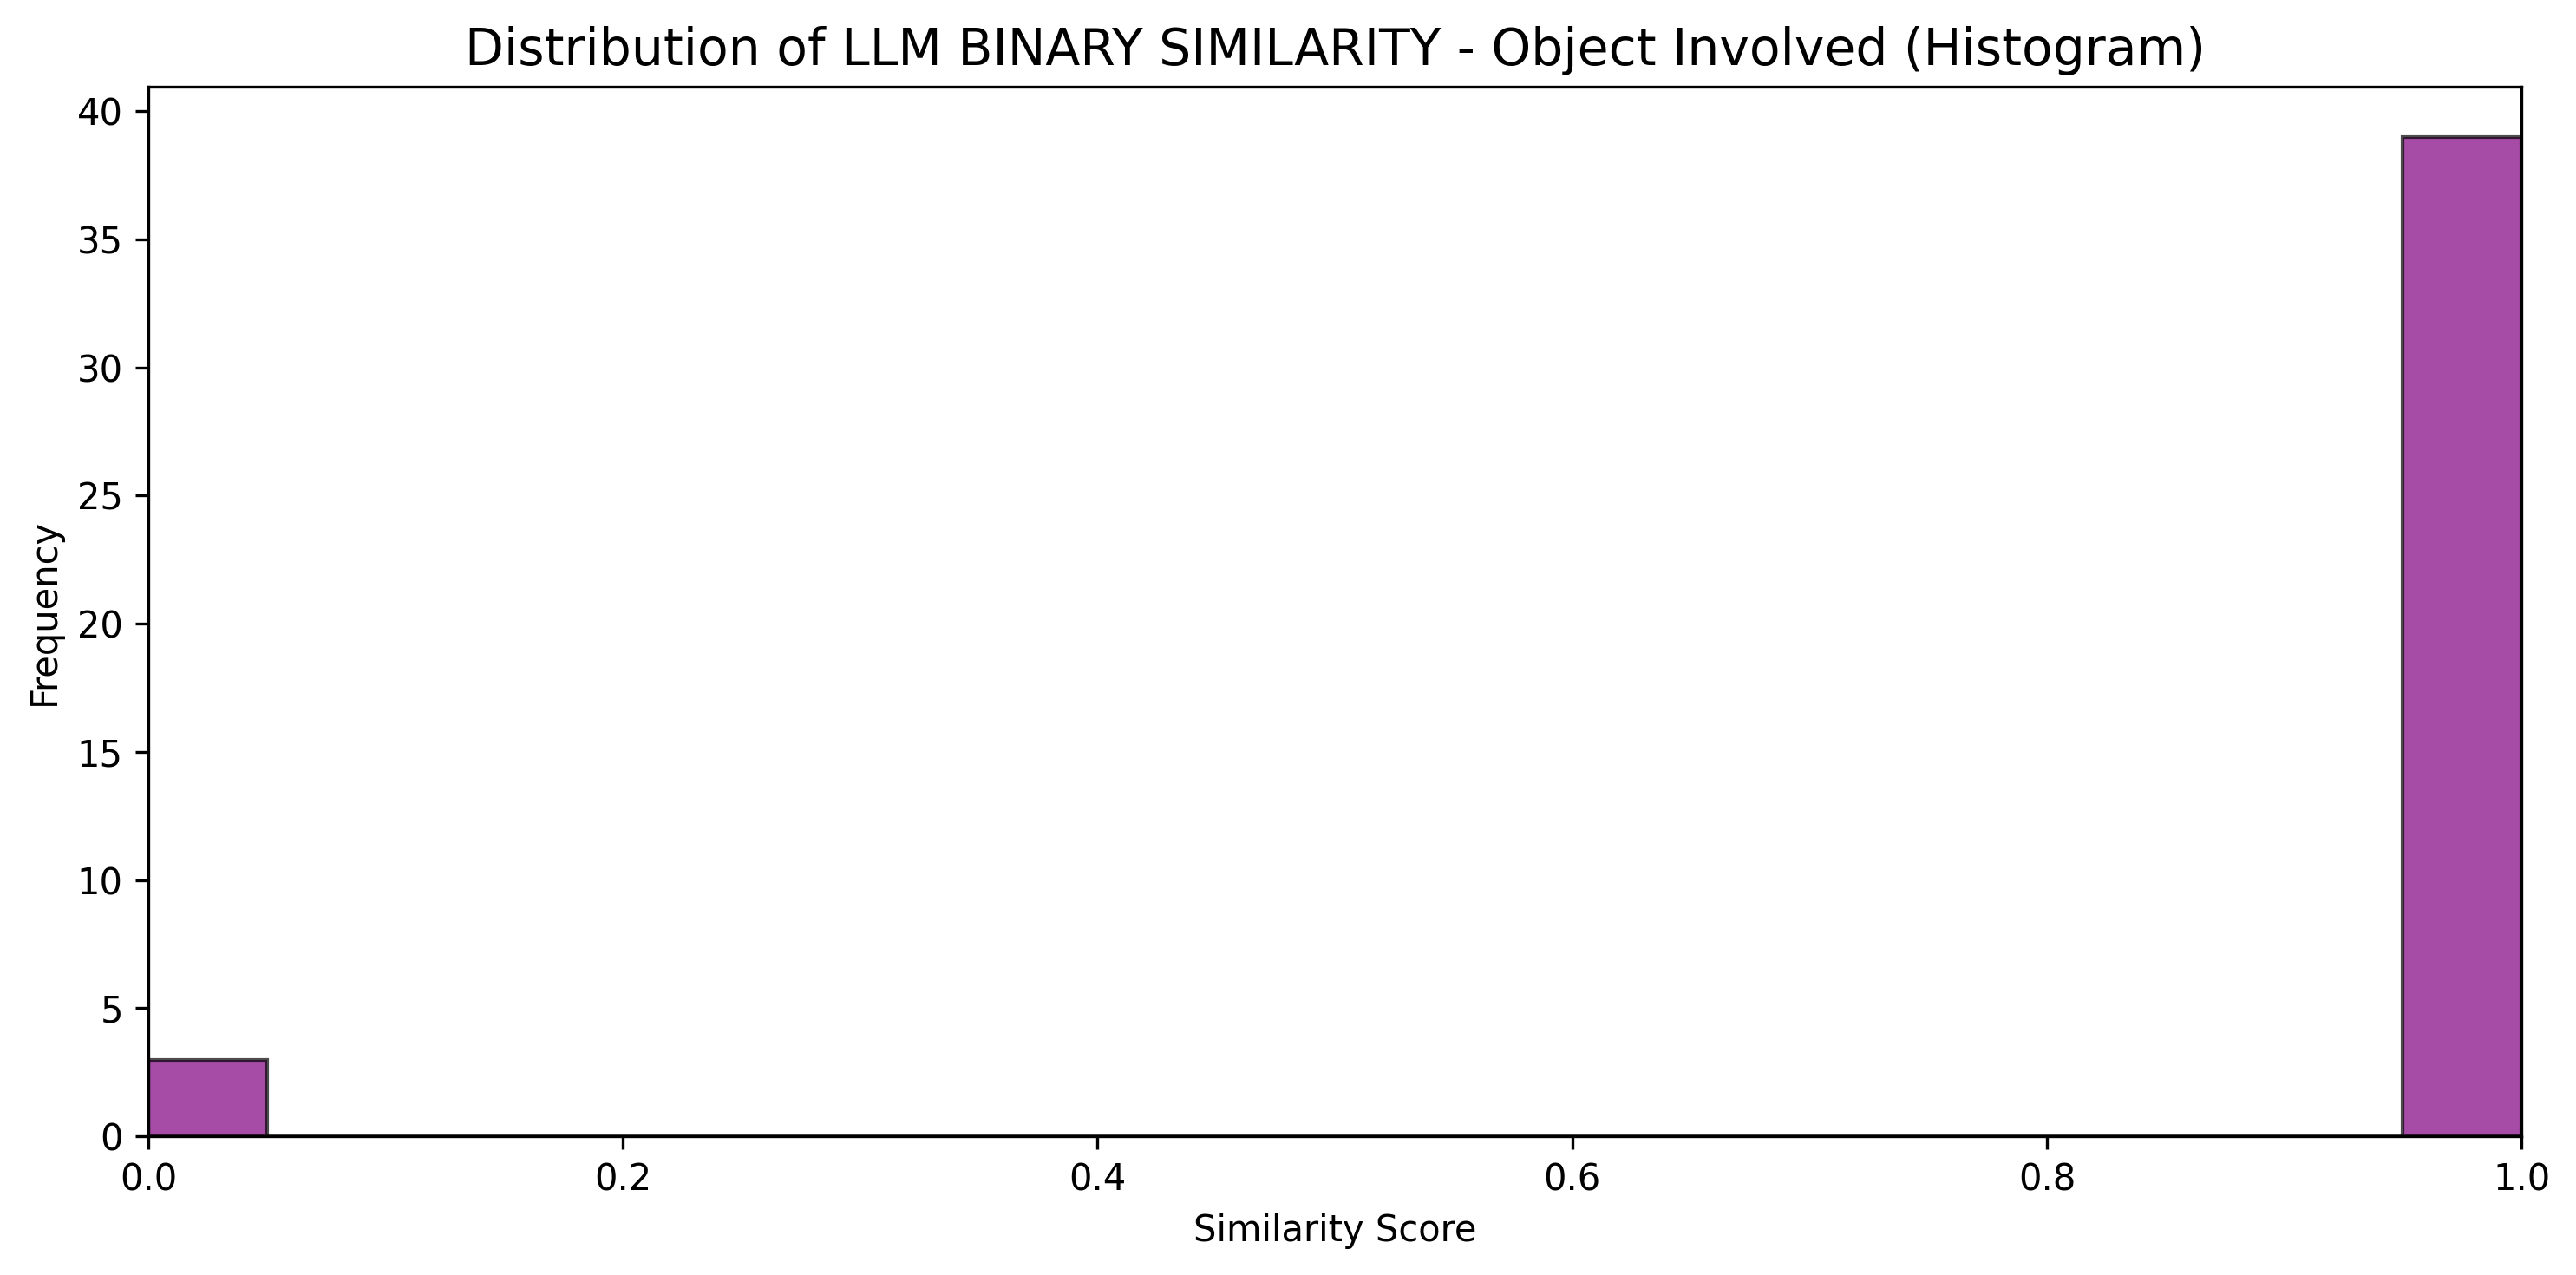 Distribution of LLM BINARY SIMILARITY - Object Involved (Histogram)
40
35
30
25
20
15
10
5
0
Frequency
0.0 0.2 0.4 0.6 0.8 1.0
Similarity Score